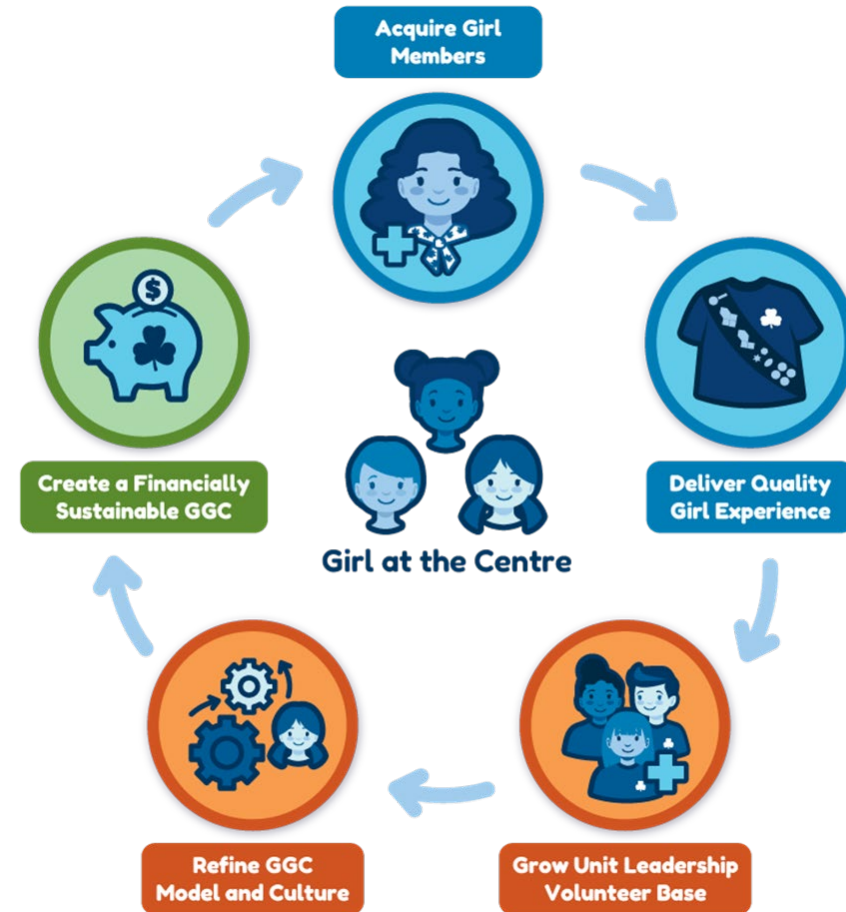 Acquire Girl
Members
$
Create a Financially
Sustainable GGC
Deliver Quality
Girl Experience
Girl at the Centre
Refine GGC
Model and Culture
Grow Unit Leadership
Volunteer Base